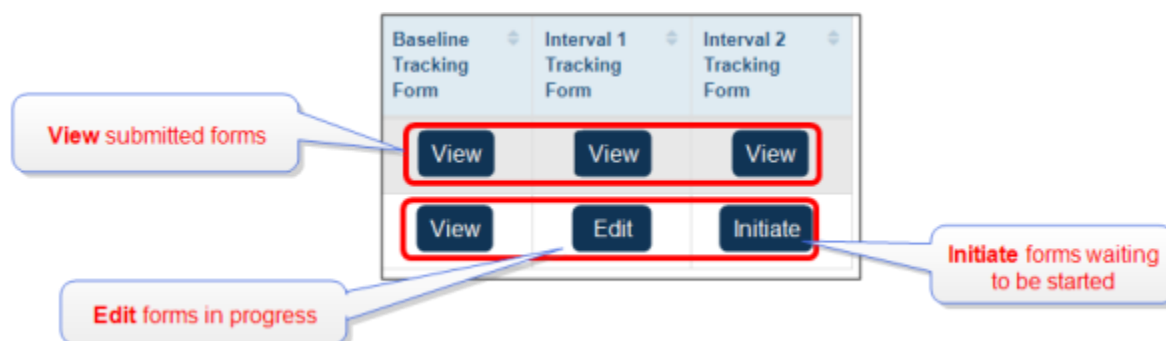 Baseline Tracking Form
Interval 1 Tracking Form
Interval 2 Tracking Form
View submitted forms
View
View
View
View
Edit
Initiate
Initiate forms waiting
to be started
Edit forms in progress